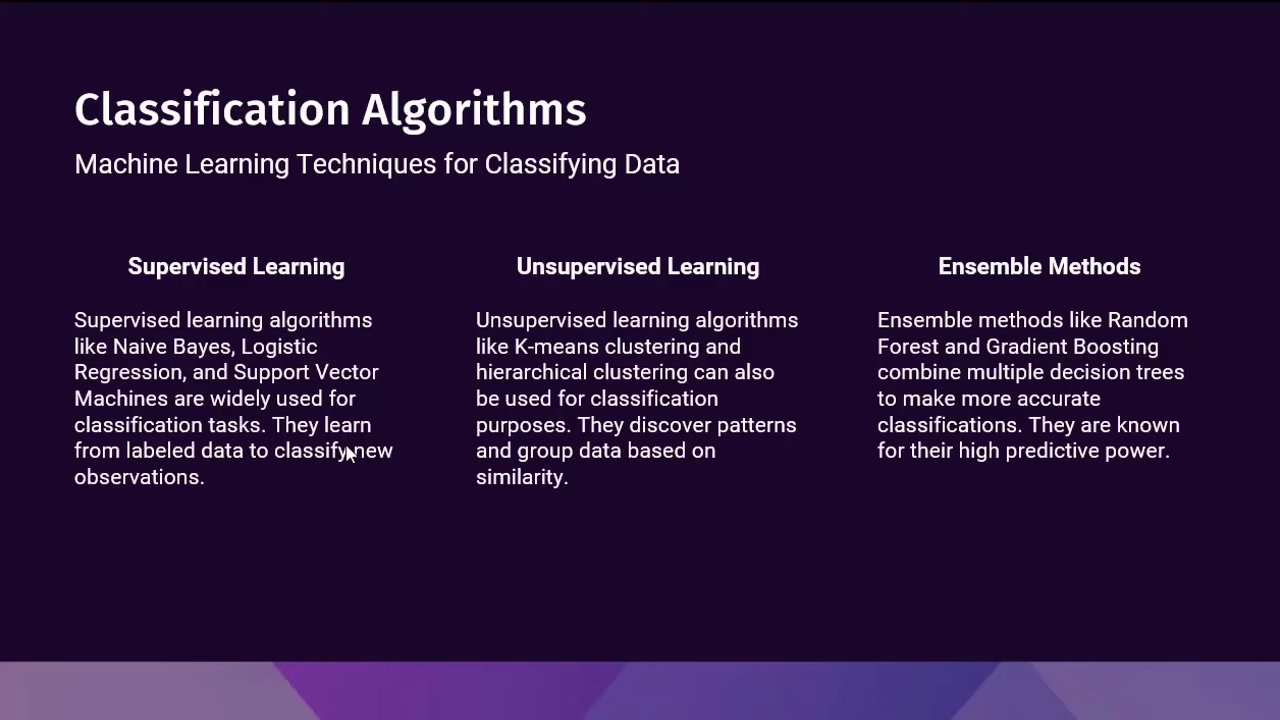 Classification Algorithms
Machine Learning Techniques for Classifying Data
Supervised Learning
Supervised learning algorithms
like Naive Bayes, Logistic
Regression, and Support Vector
Machines are widely used for
classification tasks. They learn
from labeled data to classify new
observations.
Unsupervised Learning
Unsupervised learning algorithms
like K-means clustering and
hierarchical clustering can also
be used for classification
purposes. They discover patterns
and group data based on
similarity.
Ensemble Methods
Ensemble methods like Random
Forest and Gradient Boosting
combine multiple decision trees
to make more accurate
classifications. They are known
for their high predictive power.